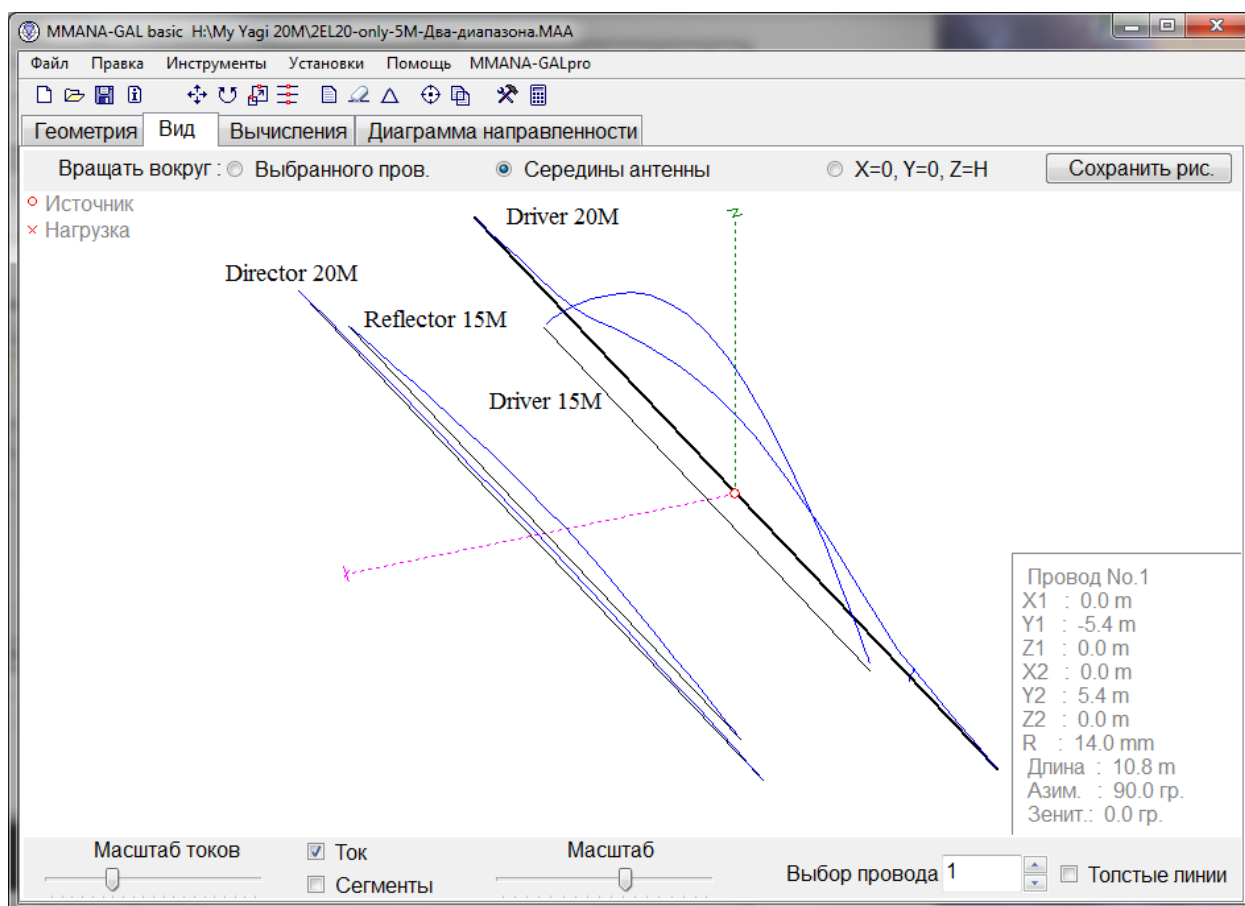 MMANA-GAL basic H:\My Yagi 20M\2EL20-only-5M-Два-диапазона.MAA
Файл Правка Инструменты Установки Помощь MMANA-GALpro
Геометрия Вид Вычисления Диаграмма направленности
Вращать вокруг : Выбранного пров. Середины антенны X=0, Y=0, Z=H Сохранить рис.
Источник
Нагрузка
Driver 20M
Z
Director 20M
Reflector 15M
Driver 15M
X
Провод No.1
X1 : 0.0 m
Y1 : -5.4 m
Z1 : 0.0 m
X2 : 0.0 m
Y2 : 5.4 m
Z2 : 0.0 m
R : 14.0 mm
Длина : 10.8 m
Азим. : 90.0 гр.
Зенит.: 0.0 гр.
Масштаб токов Ток Масштаб
Сегменты
Выбор провода 1 Толстые линии